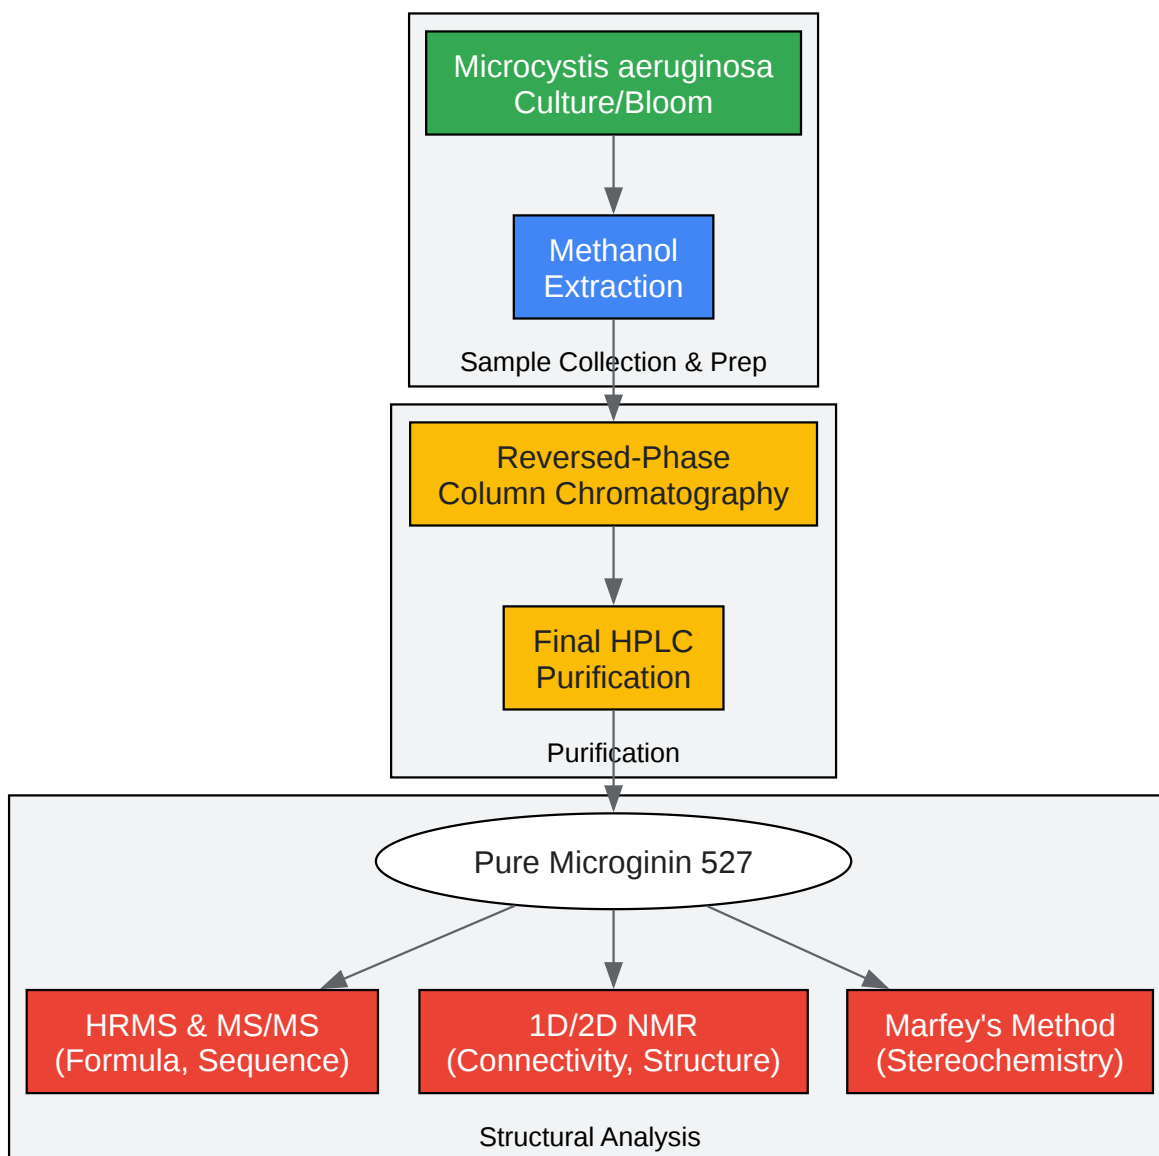 Microcystis aeruginosa
Culture/Bloom
Methanol
Extraction
Sample Collection & Prep
Reversed-Phase
Column Chromatography
Final HPLC
Purification
Purification
Pure Microginin 527
HRMS & MS/MS
(Formula, Sequence)
1D/2D NMR
(Connectivity, Structure)
Marfey's Method
(Stereochemistry)
Structural Analysis